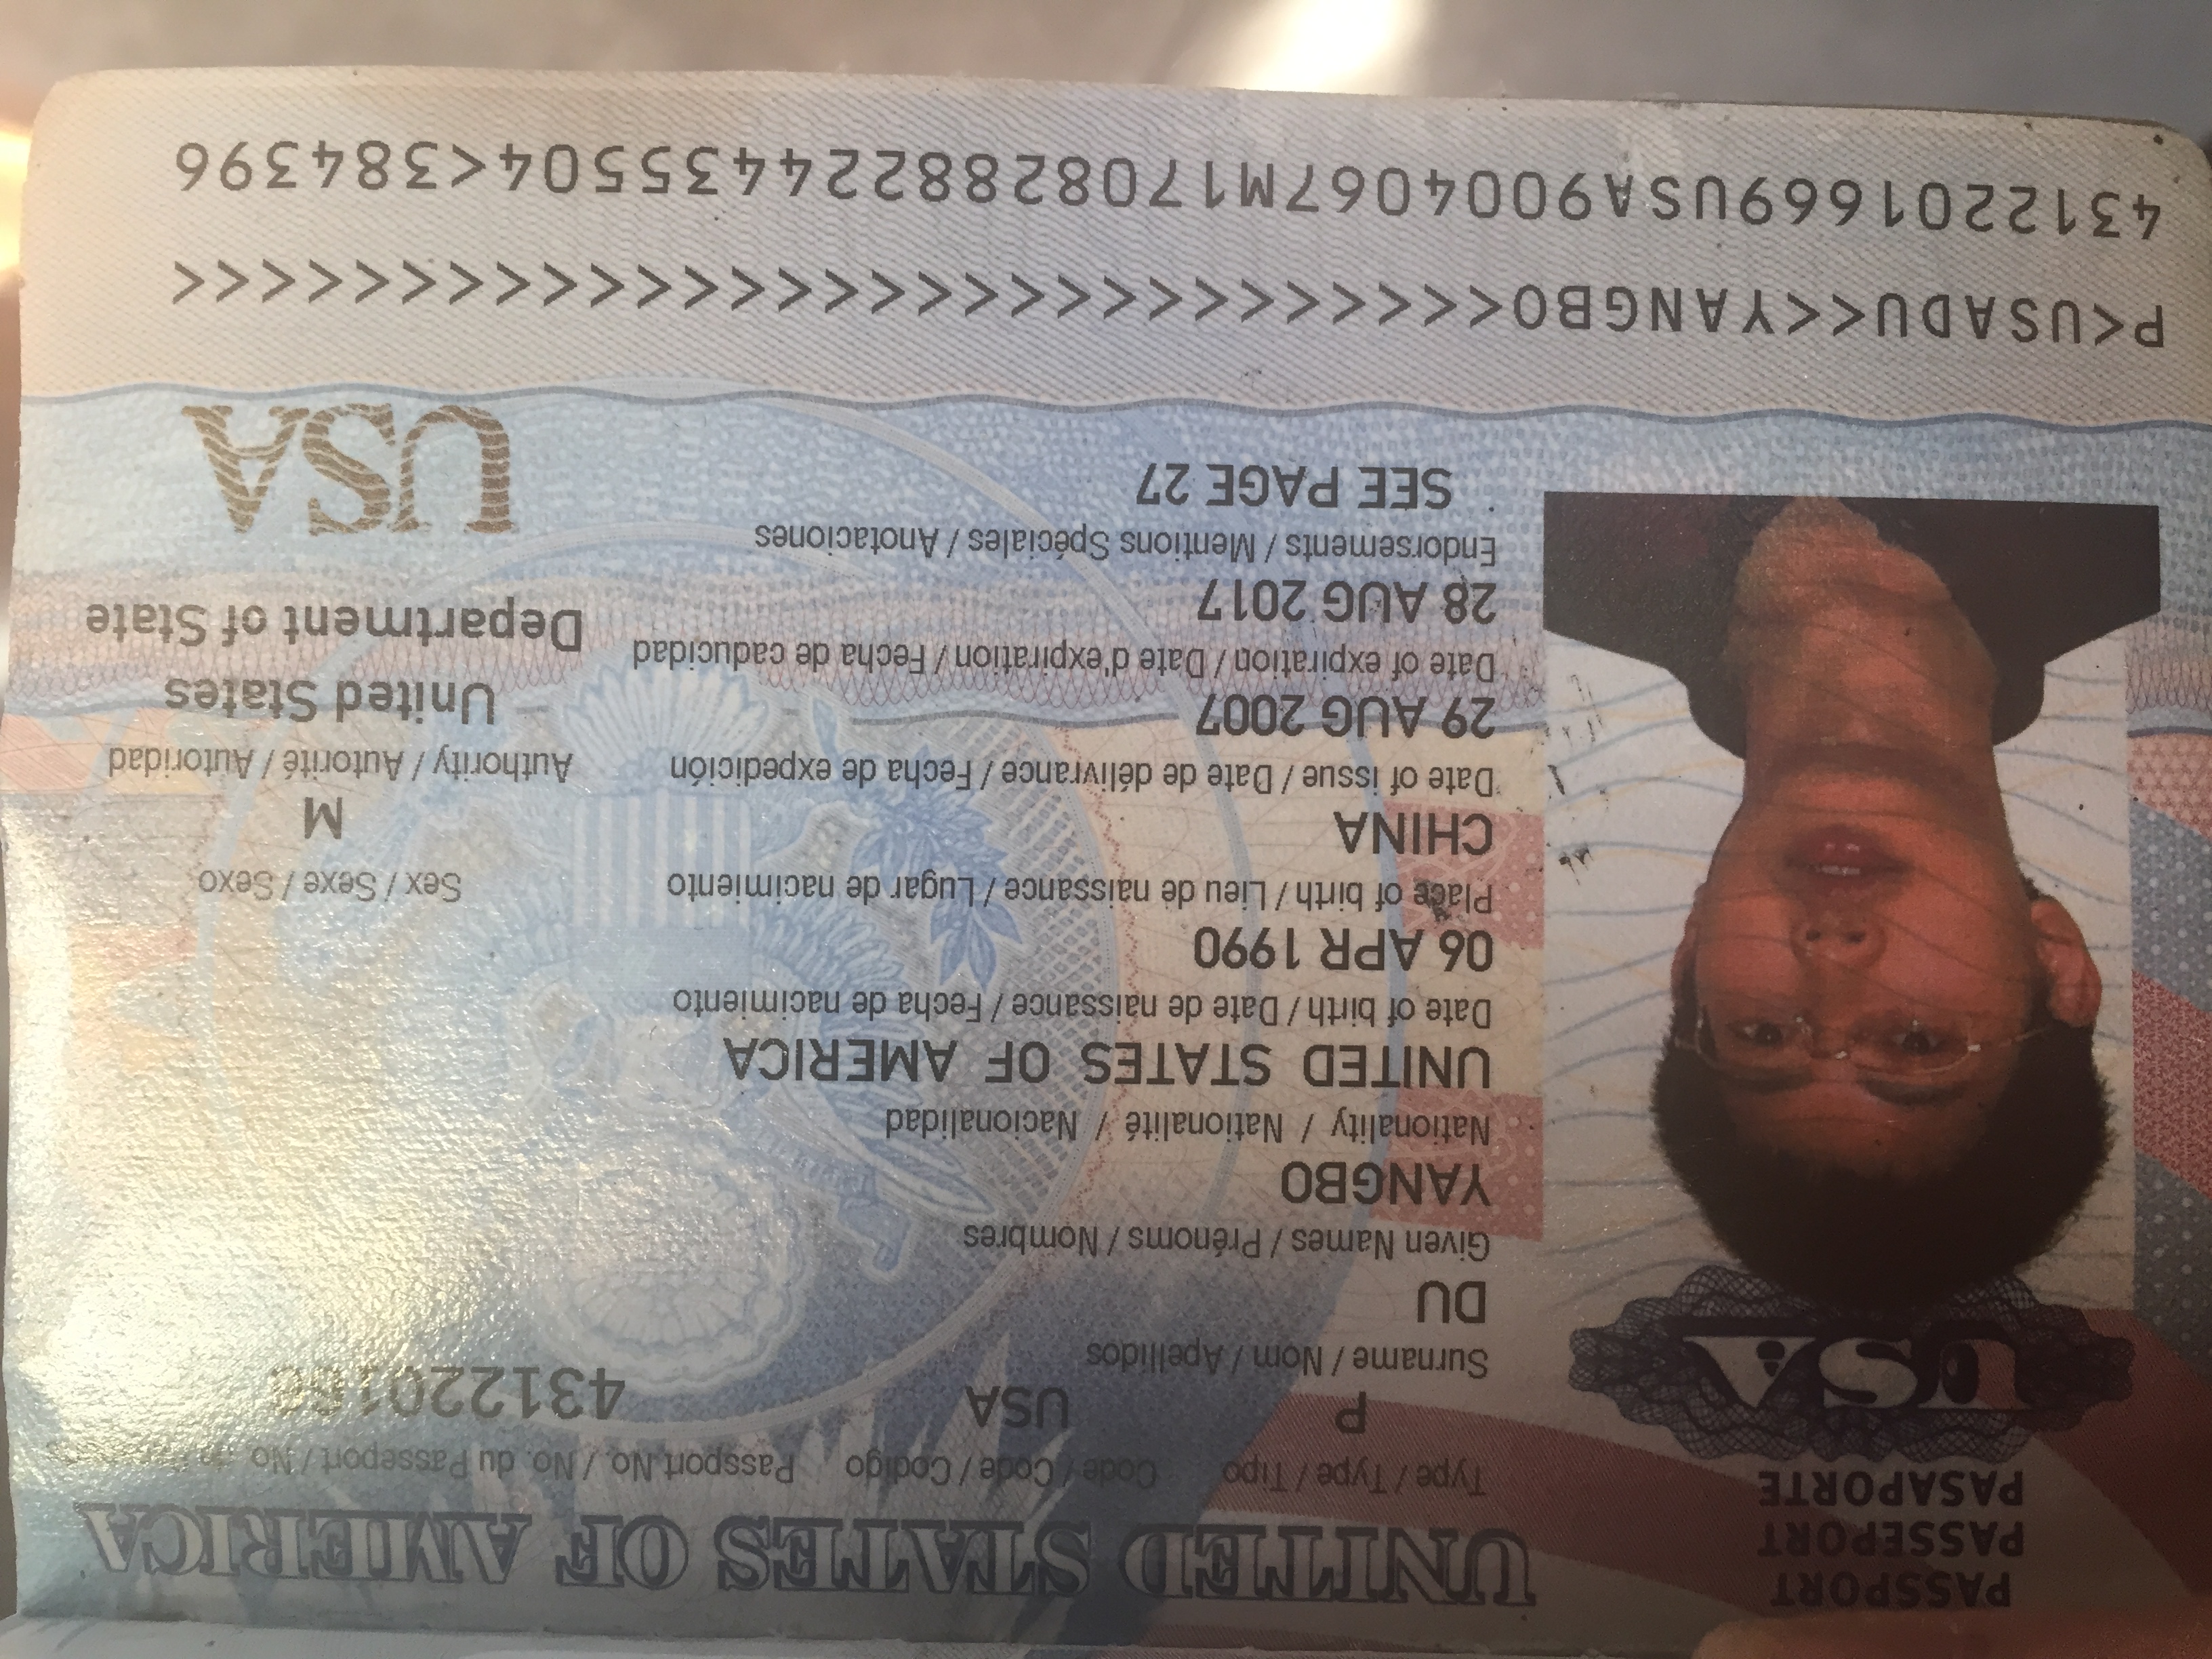 PASSPORT
PASSEPORT
PASAPORTE
USA
UNITED STATES OF AMERICA
Type / Type / Tipo Code / Code / Codigo Passport No. / No. du Passeport / No.
P USA
Surname / Nom / Apellidos
DU
Given Names / Prénoms / Nombres
YANGBO
Nationality / Nationalité / Nacionalidad
UNITED STATES OF AMERICA
Date of birth / Date de naissance / Fecha de nacimiento
06 APR 1990
Place of birth / Lieu de naissance / Lugar de nacimiento Sex / Sexe / Sexo
CHINA M
Date of issue / Date de délivrance / Fecha de expedición Authority / Autorité / Autoridad
29 AUG 2007 United States
Date of expiration / Date d'expiration / Fecha de caducidad Department of State
28 AUG 2017
Endorsements / Mentions Spéciales / Anotaciones
SEE PAGE 27 USA
P<USADU<<YANGBO<<<<<<<<<<<<<<<<<<<<<<<<<<<<<
4312201669USA9004067M1708288224435504<384396